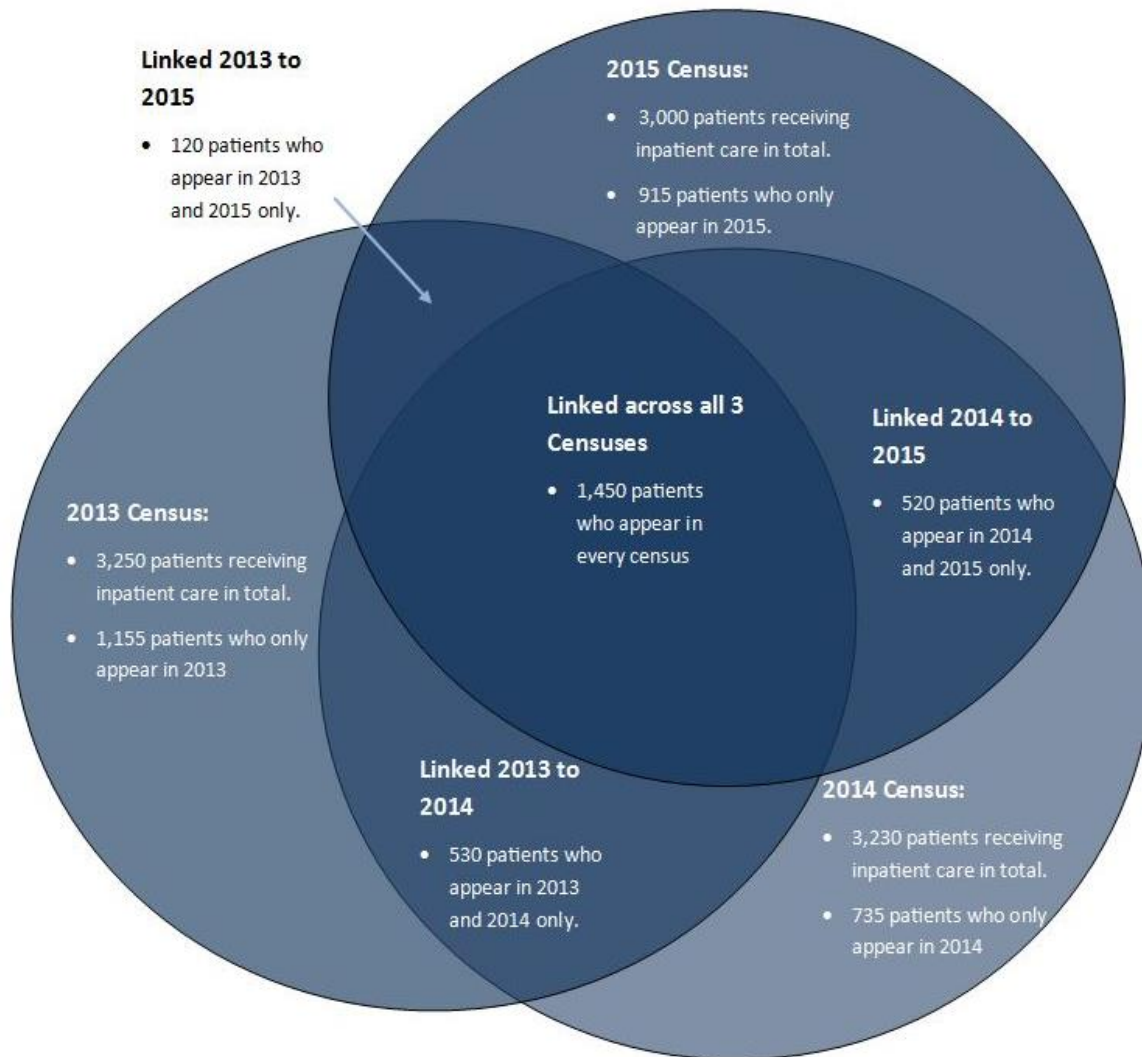 Linked 2013 to
2015
• 120 patients who
appear in 2013
and 2015 only.
2015 Census:
• 3,000 patients receiving
inpatient care in total.
• 915 patients who only
appear in 2015.
Linked across all 3
Censuses
• 1,450 patients
who appear in
every census
Linked 2014 to
2015
• 520 patients who
appear in 2014
and 2015 only.
2013 Census:
• 3,250 patients receiving
inpatient care in total.
• 1,155 patients who only
appear in 2013
Linked 2013 to
2014
• 530 patients who
appear in 2013
and 2014 only.
2014 Census:
• 3,230 patients receiving
inpatient care in total.
• 735 patients who only
appear in 2014